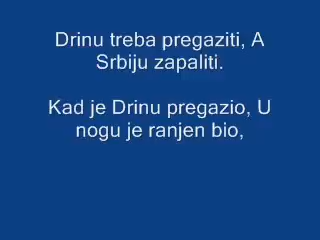 Drinu treba pregaziti, A
Srbiju zapaliti.
Kad je Drinu pregazio, U
nogu je ranjen bio,